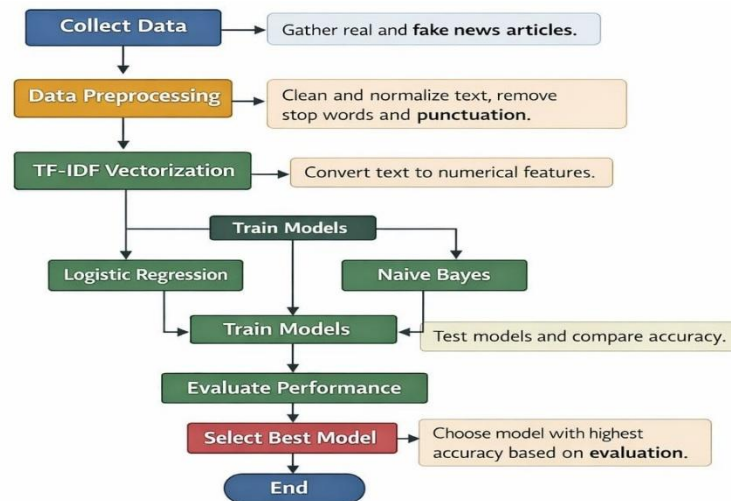 Collect Data
Gather real and fake news articles.
Data Preprocessing
Clean and normalize text, remove
stop words and punctuation.
TF-IDF Vectorization
Convert text to numerical features.
Train Models
Logistic Regression
Naive Bayes
Train Models
Test models and compare accuracy.
Evaluate Performance
Select Best Model
Choose model with highest
accuracy based on evaluation.
End